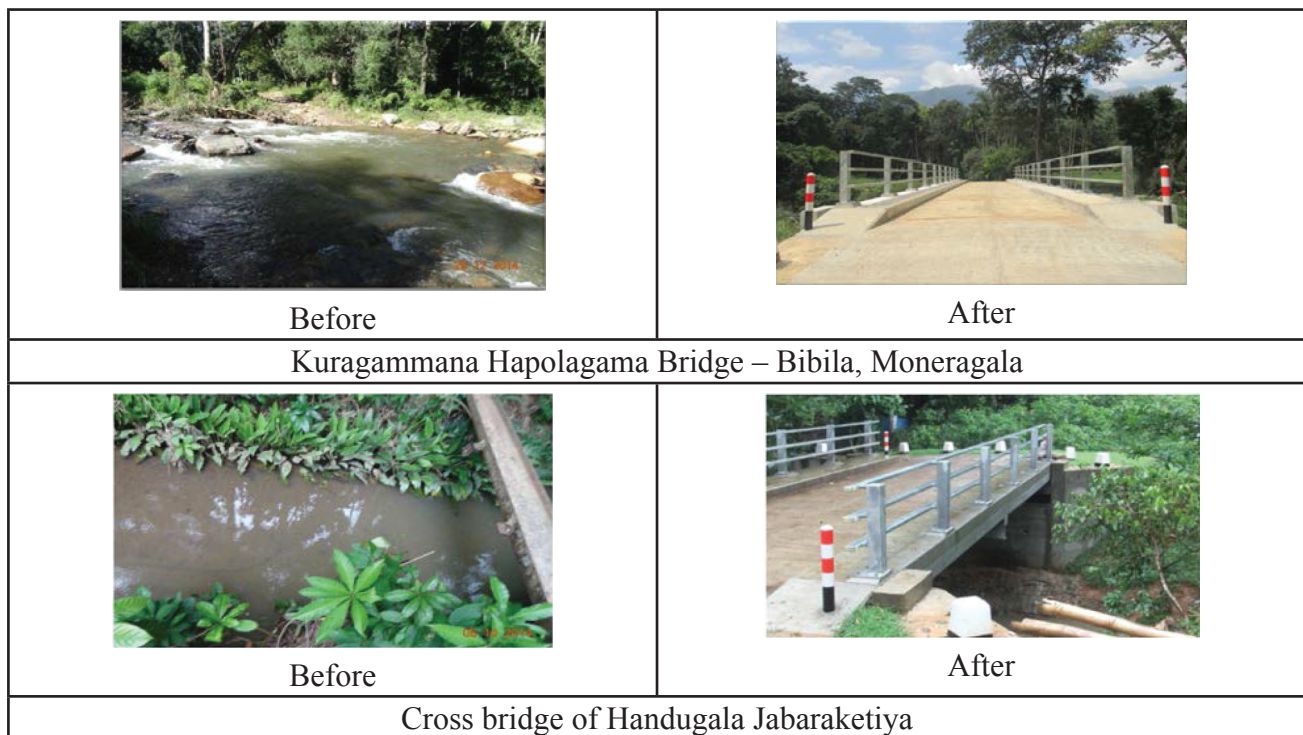 Before
After
Kuragammana Hapolagama Bridge – Bibila, Moneragala
Before
After
Cross bridge of Handugala Jabaraketiya